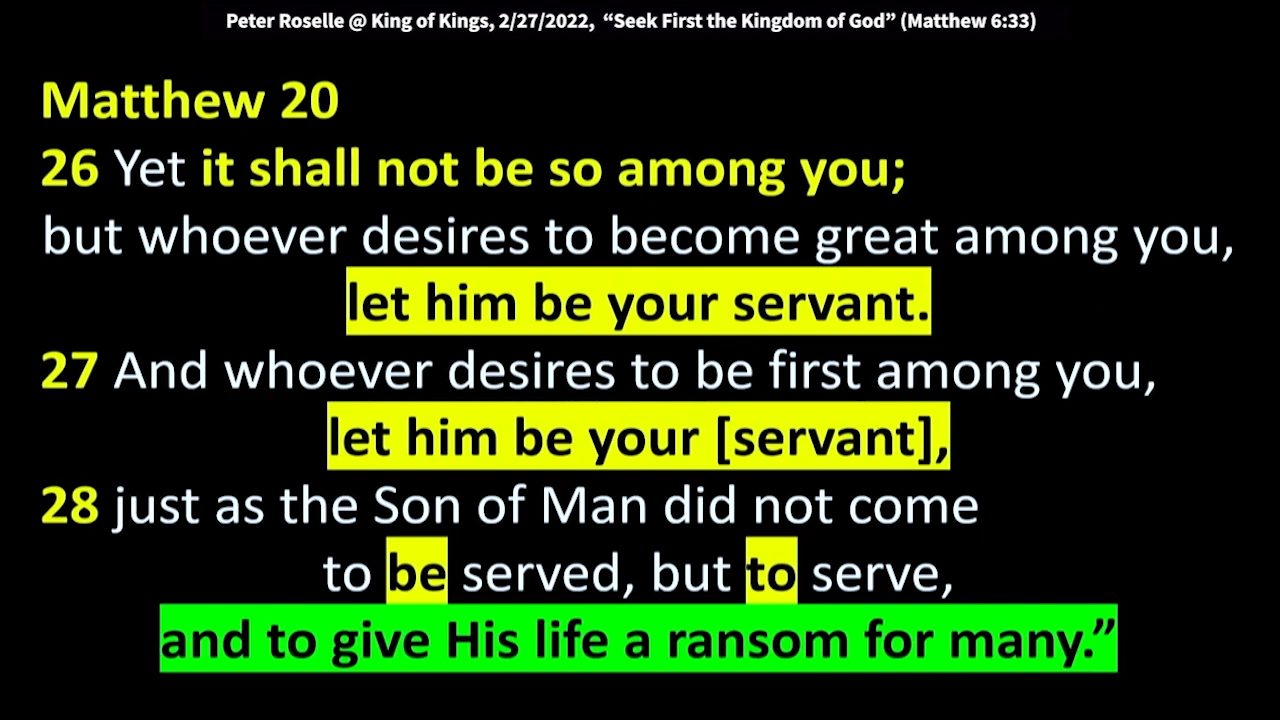 Peter Roselle @ King of Kings, 2/27/2022, “Seek First the Kingdom of God” (Matthew 6:33)
Matthew 20
26 Yet it shall not be so among you;
but whoever desires to become great among you,
let him be your servant.
27 And whoever desires to be first among you,
let him be your [servant],
28 just as the Son of Man did not come
to be served, but to serve,
and to give His life a ransom for many.”